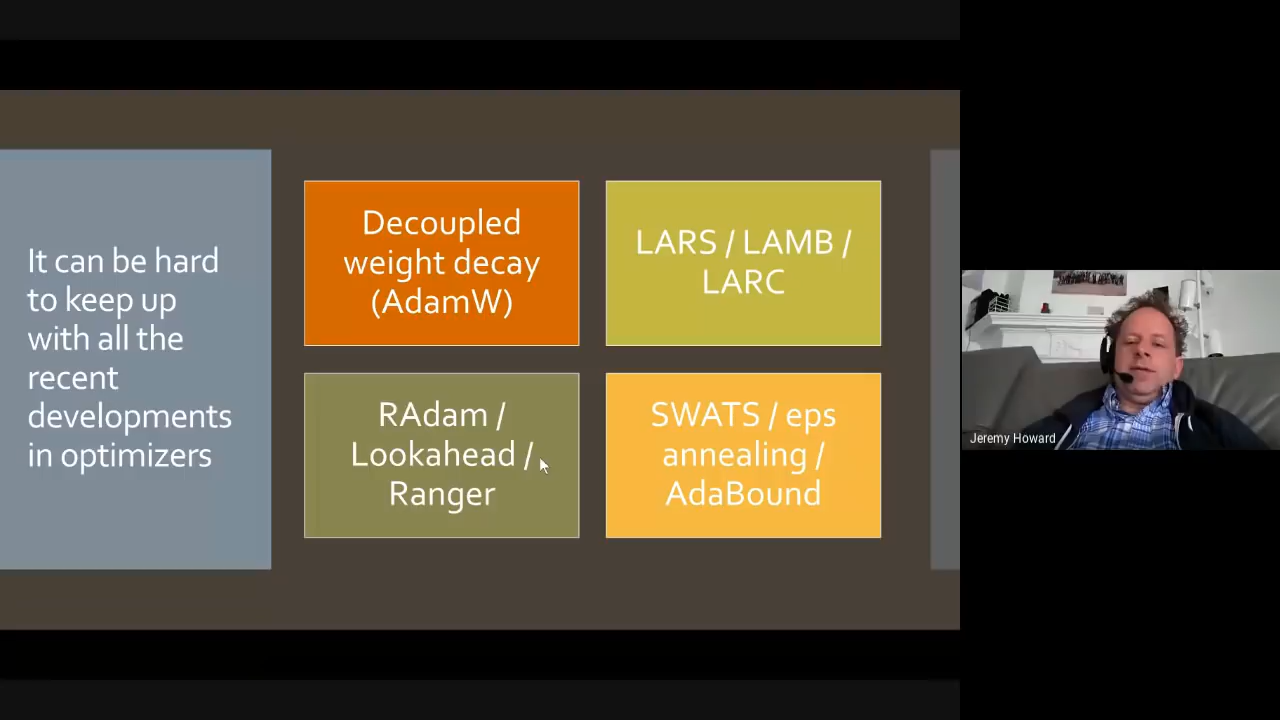 It can be hard
to keep up
with all the
recent
developments
in optimizers
Decoupled
weight decay
(AdamW)
LARS / LAMB /
LARC
RAdam /
Lookahead /
Ranger
SWATS / eps
annealing /
AdaBound
Jeremy Howard